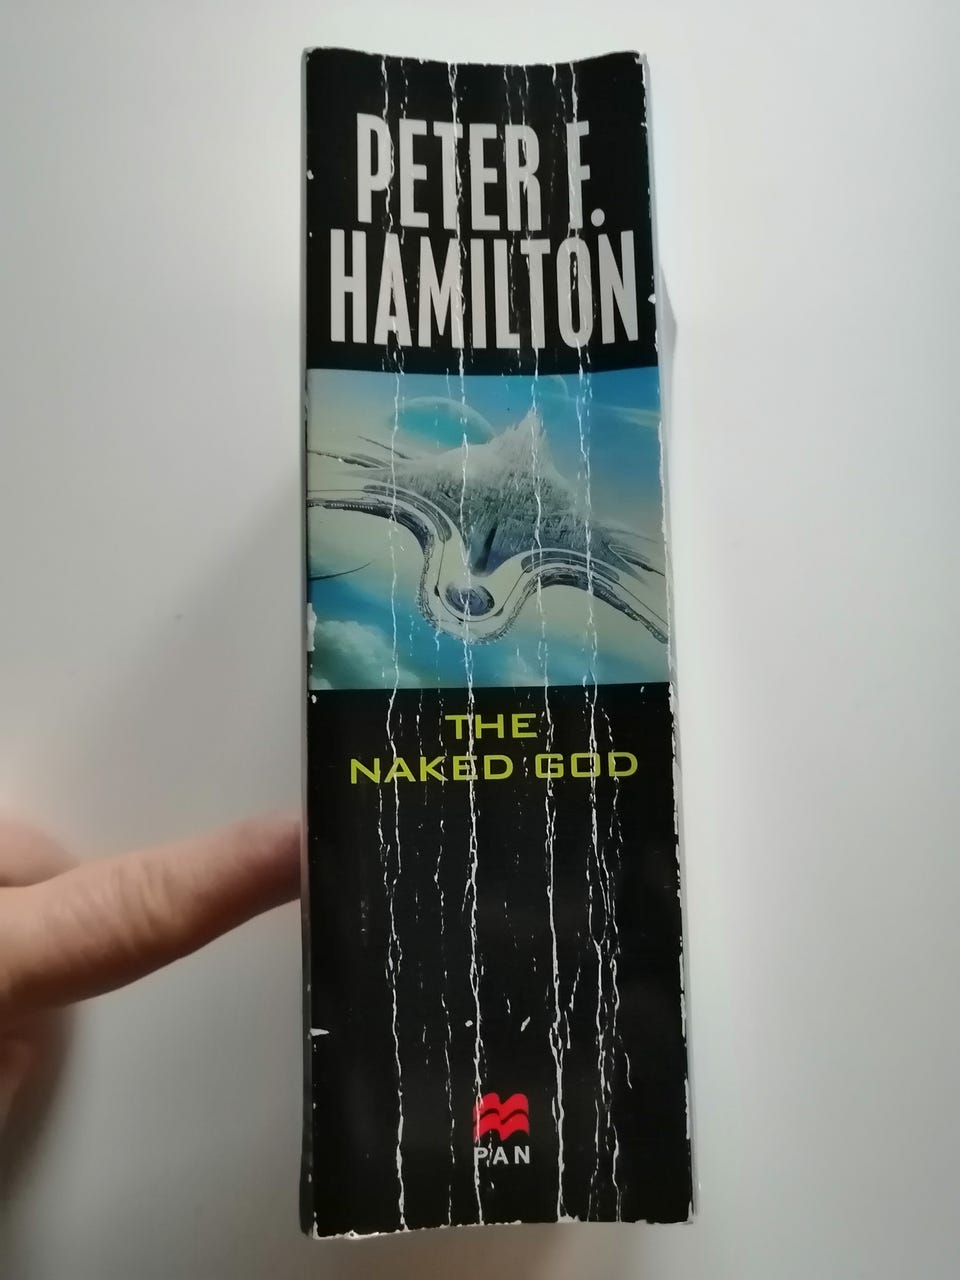 PETER F.
HAMILTON
THE
NAKED GOD
PAN